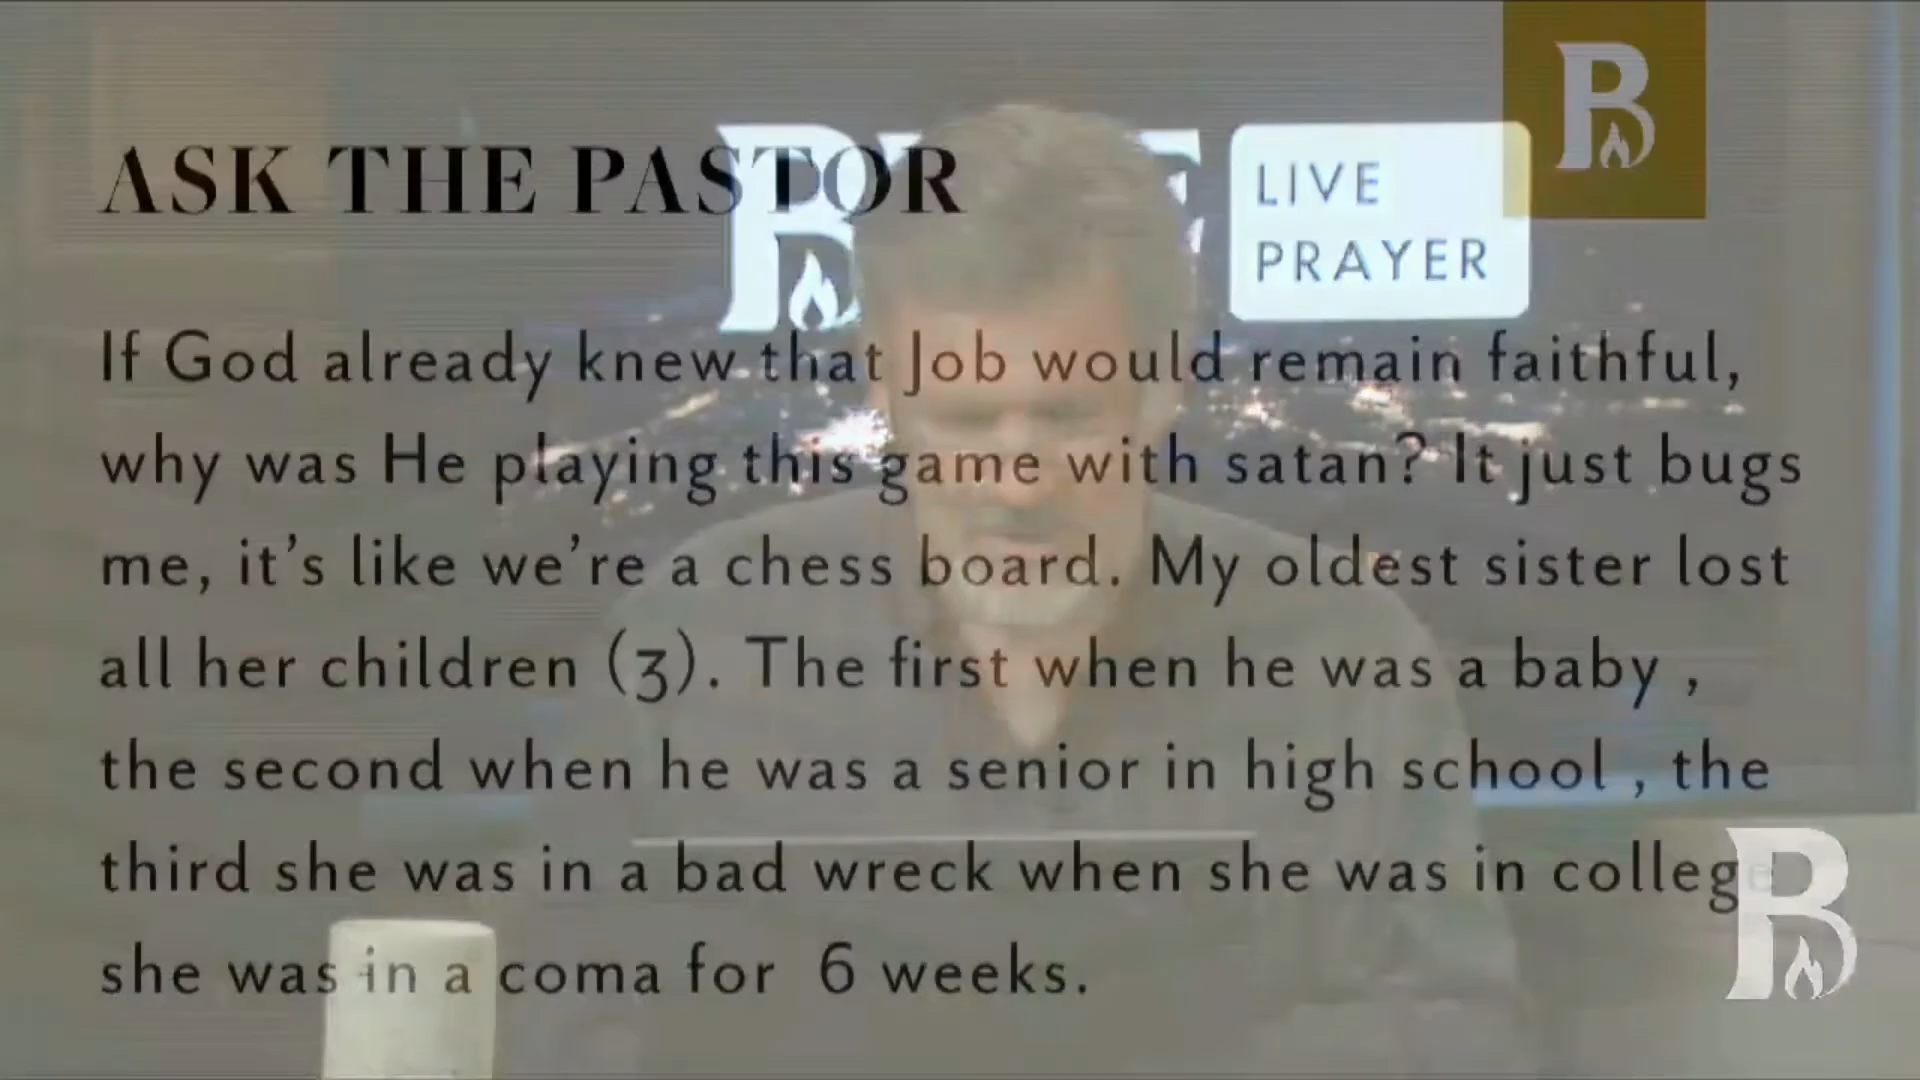 B
ASK THE PASTOR
B
LIVE
PRAYER
If God already knew that Job would remain faithful,
why was He playing this game with satan? It just bugs
me, it's like we're a chess board. My oldest sister lost
all her children (3). The first when he was a baby ,
the second when he was a senior in high school , the
third she was in a bad wreck when she was in college
she was in a coma for 6 weeks.
B